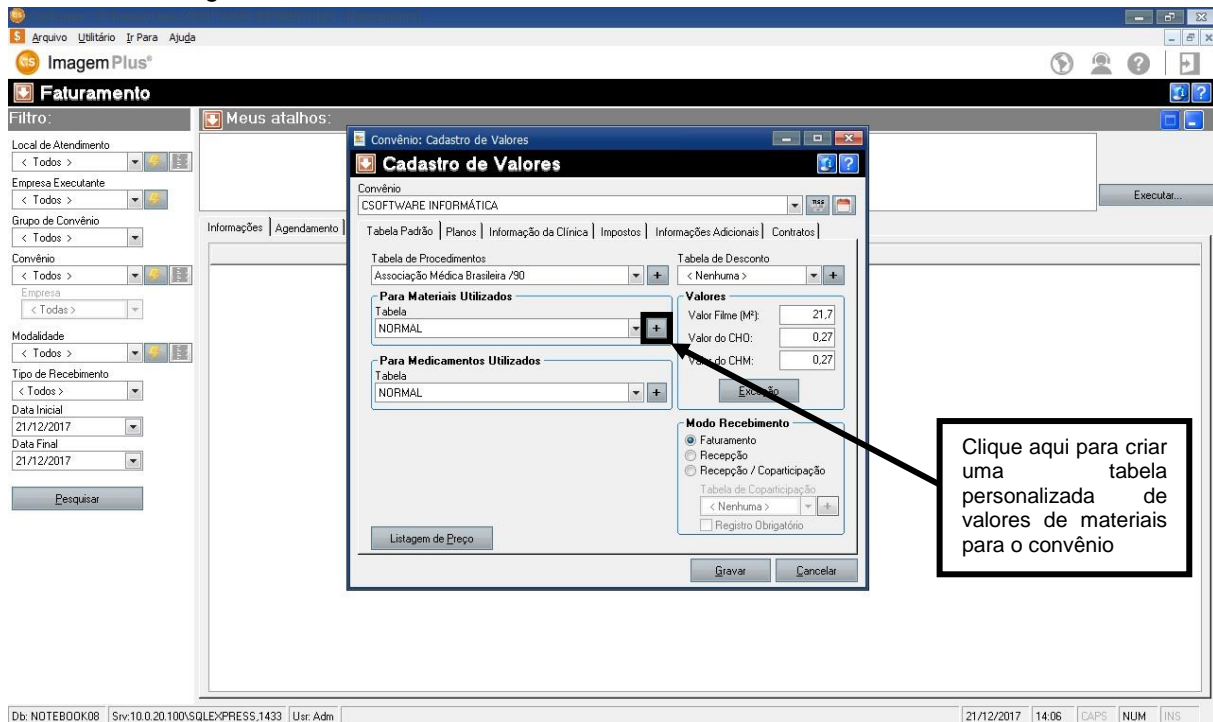 Arquivo Utilitário Ir Para Ajuda
ImagemPlus®
Faturamento
Filtro:
Meus atalhos:
Local de Atendimento
< Todos >
Empresa Executante
< Todos >
Grupo de Convênio
< Todos >
Convênio
< Todos >
Empresa
< Todas >
Modalidade
< Todos >
Tipo de Recebimento
< Todos >
Data Inicial
21/12/2017
Data Final
21/12/2017
Pesquisar
Executar...
Informações Agendamento
Convênio: Cadastro de Valores
Cadastro de Valores
Convênio
CSOFTWARE INFORMÁTICA
Tabela Padrão Planos Informação da Clínica Impostos Informações Adicionais Contratos
Tabela de Procedimentos
Associação Médica Brasileira /90
Tabela de Desconto
< Nenhuma >
Para Materiais Utilizados
Tabela
NORMAL
Para Medicamentos Utilizados
Tabela
NORMAL
Valores
Valor Filme (M²): 21,7
Valor do CHO: 0,27
Valor do CHM: 0,27
Exceção
Modo Recebimento
Faturamento
Recepção
Recepção / Coparticipação
Tabela de Coparticipação
< Nenhuma >
Registro Obrigatório
Listagem de Preço
Gravar Cancelar
Clique aqui para criar
uma tabela
personalizada de
valores de materiais
para o convênio
Db: NOTEBOOK08 Srv:10.0.20.100\SQLEXPRESS,1433 Usr: Adm 21/12/2017 14:06 CAPS NUM INS